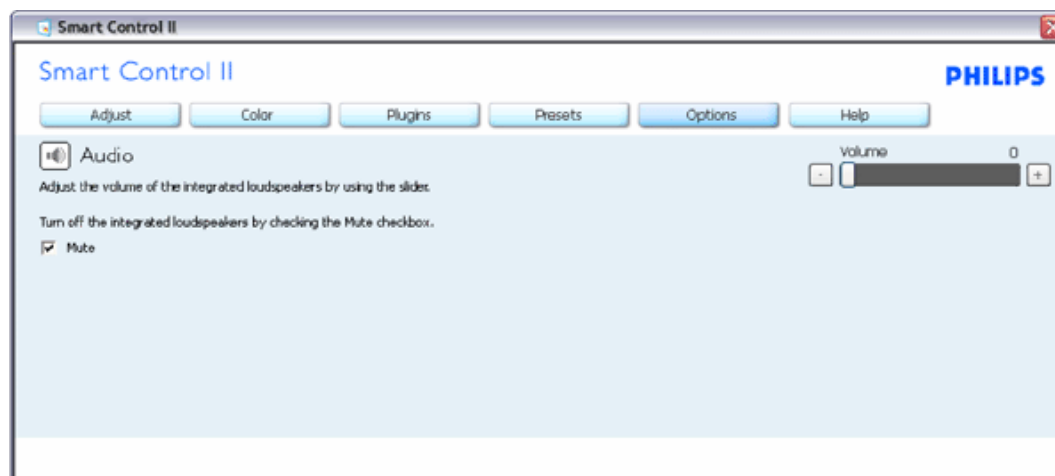 Smart Control II
Smart Control II
PHILIPS
Adjust Color Plugins Presets Options Help
Audio
Volume 0
- +
Adjust the volume of the integrated loudspeakers by using the slider.
Turn off the integrated loudspeakers by checking the Mute checkbox.
Mute